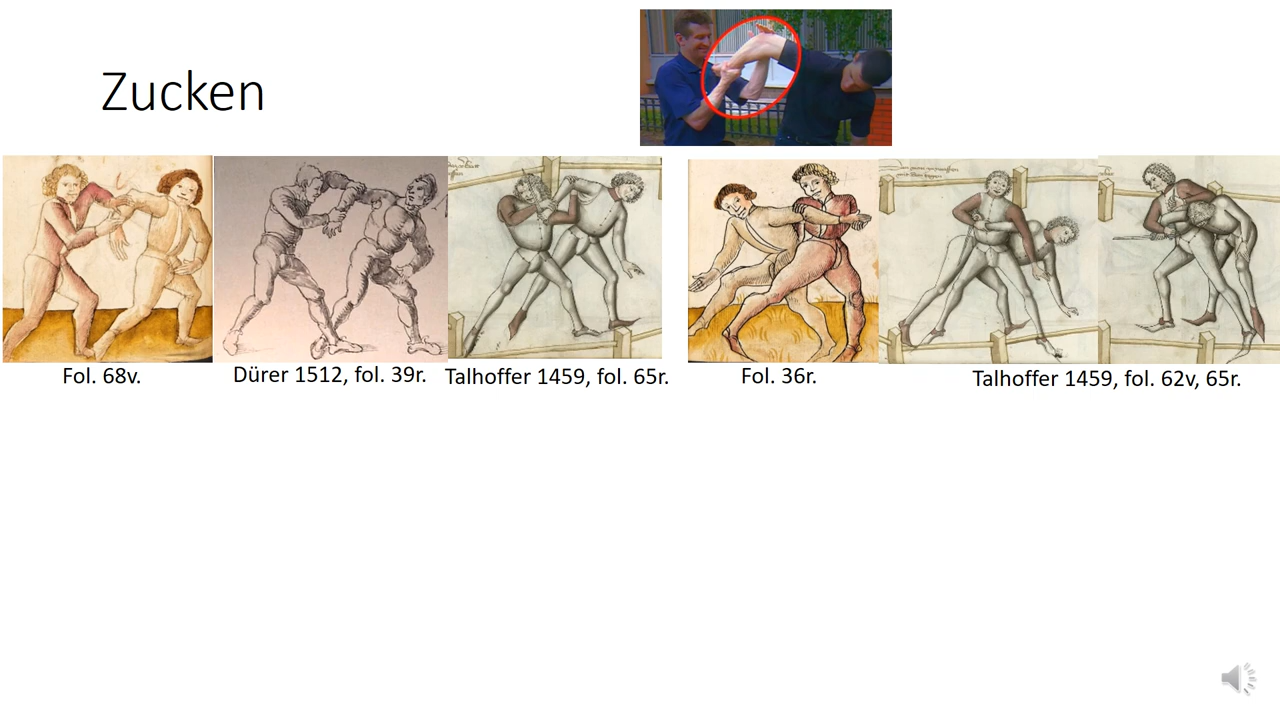 Zucken
Fol. 68v.
Dürer 1512, fol. 39r.
Talhoffer 1459, fol. 65r.
Fol. 36r.
Talhoffer 1459, fol. 62v, 65r.